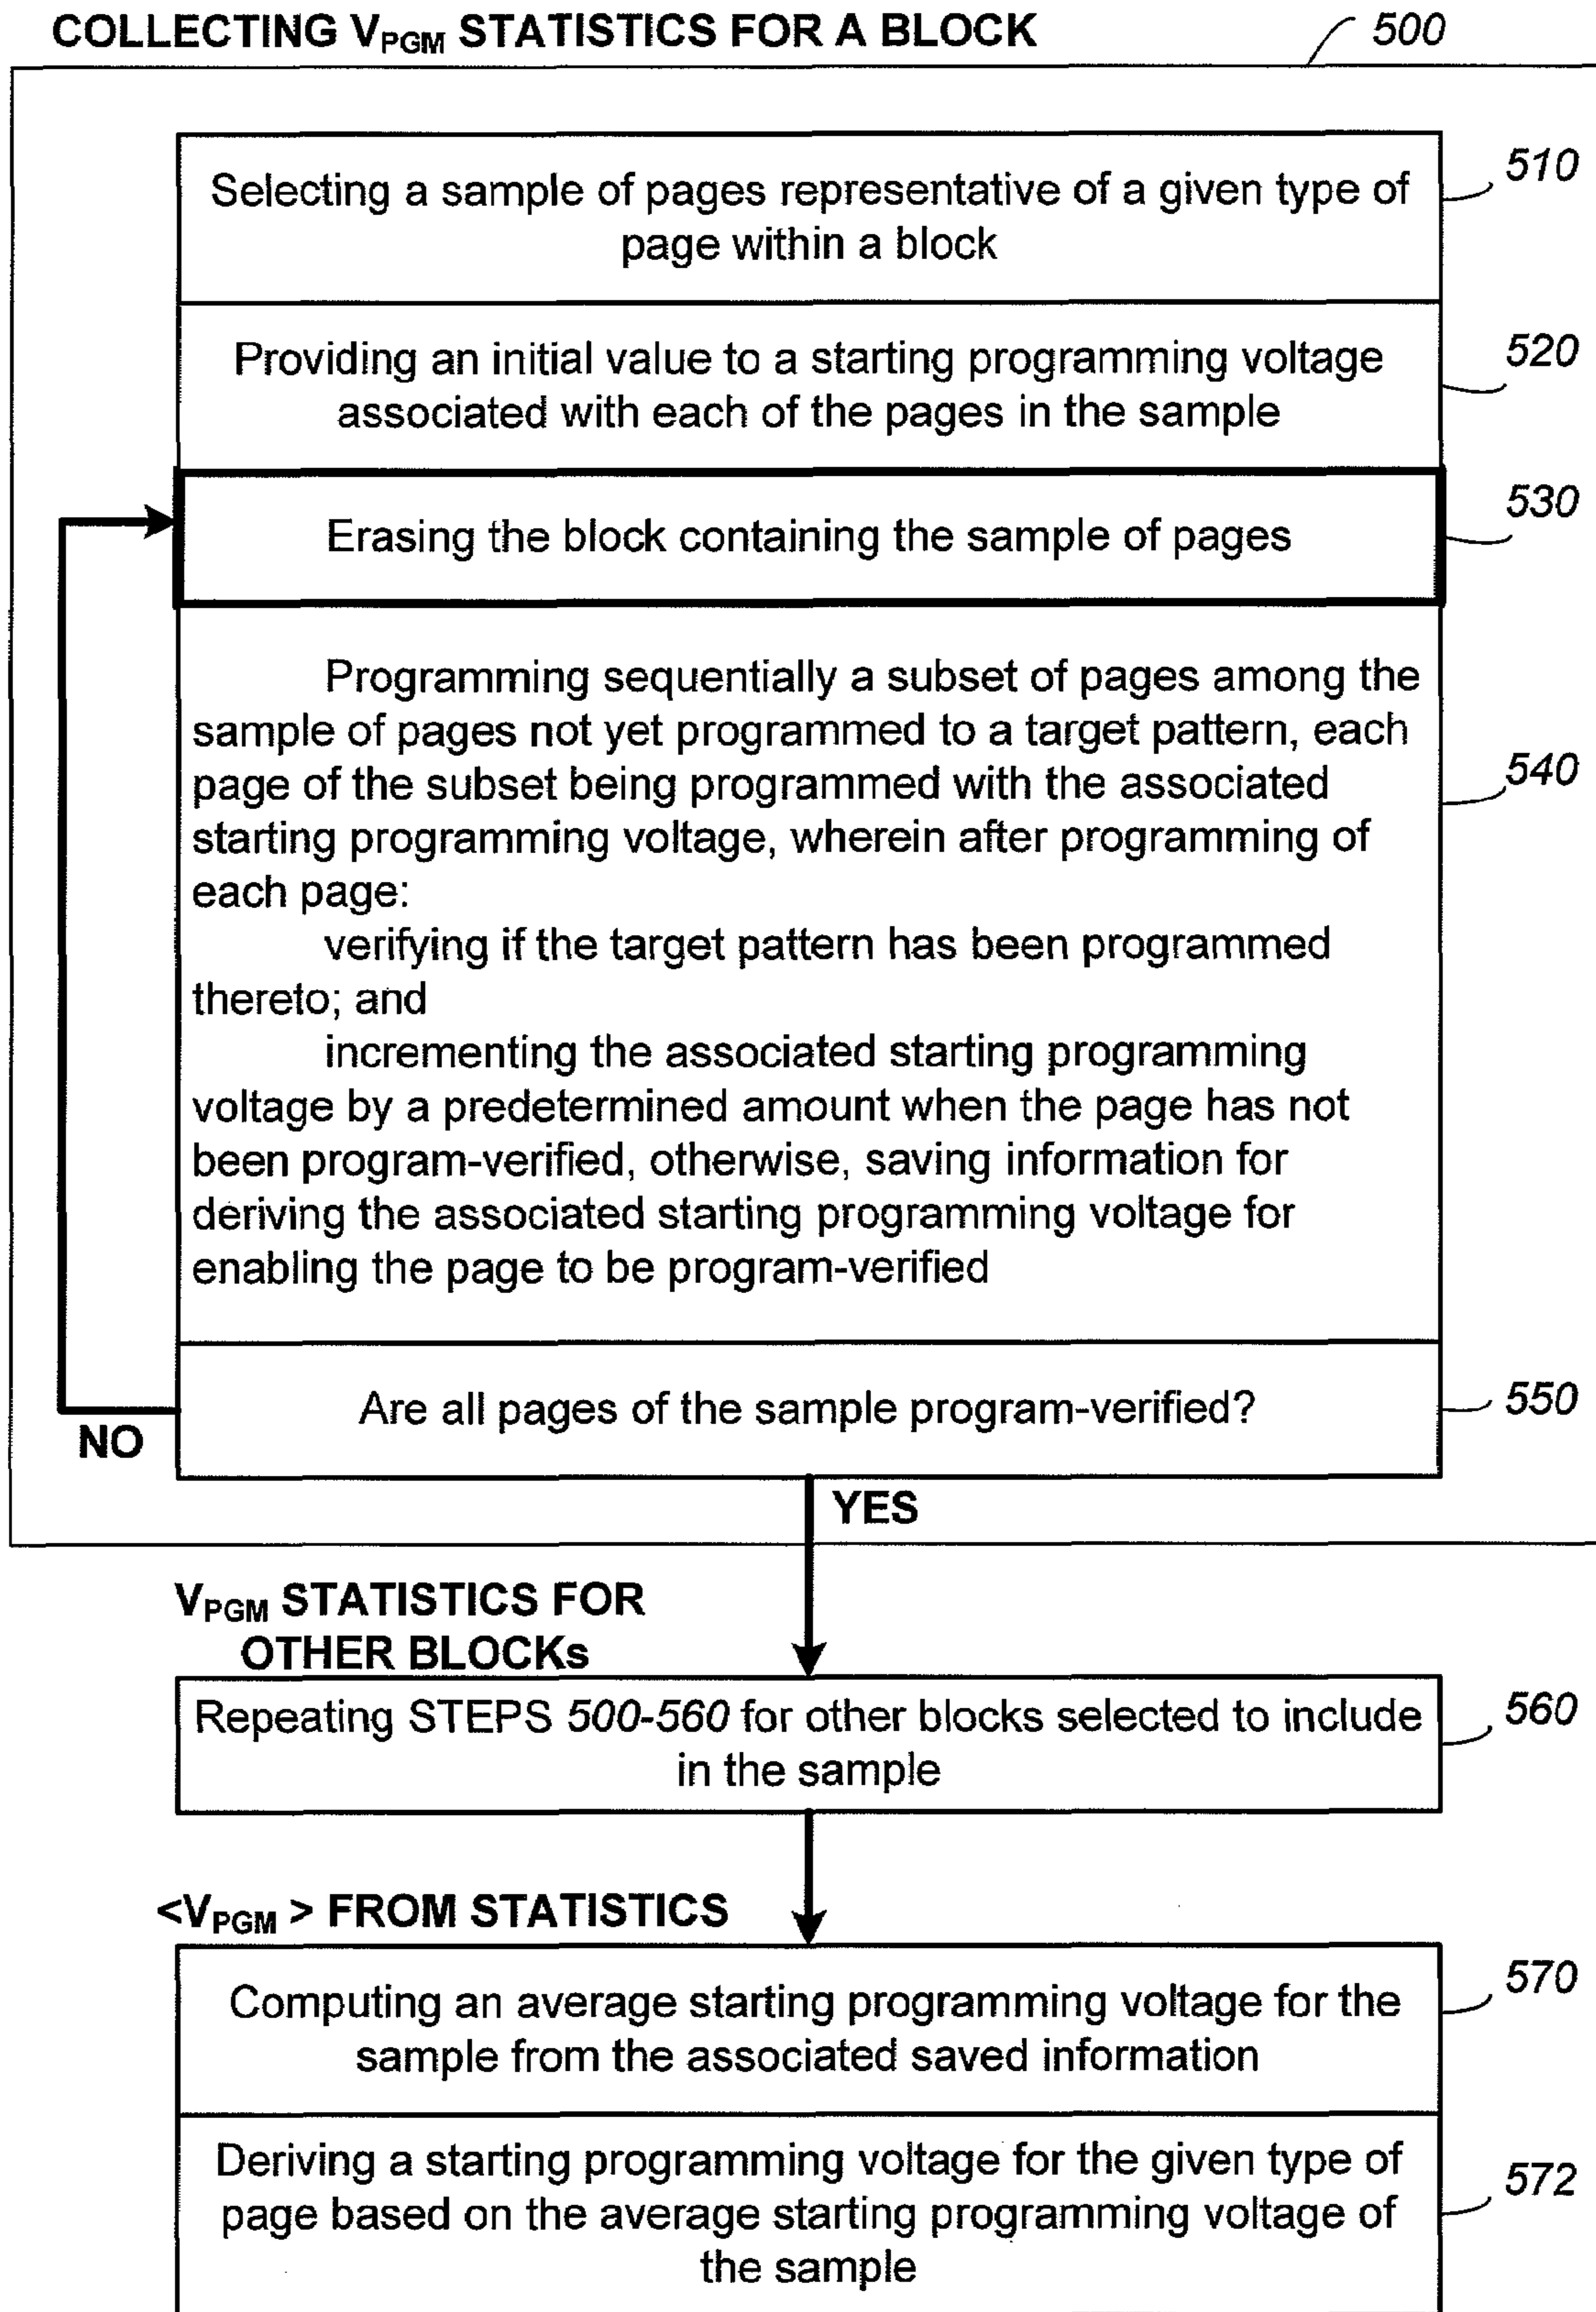 COLLECTING VPGM STATISTICS FOR A BLOCK
500
Selecting a sample of pages representative of a given type of
page within a block
510
Providing an initial value to a starting programming voltage
associated with each of the pages in the sample
520
Erasing the block containing the sample of pages
530
Programming sequentially a subset of pages among the
sample of pages not yet programmed to a target pattern, each
page of the subset being programmed with the associated
starting programming voltage, wherein after programming of
each page:
verifying if the target pattern has been programmed
thereto; and
incrementing the associated starting programming
voltage by a predetermined amount when the page has not
been program-verified, otherwise, saving information for
deriving the associated starting programming voltage for
enabling the page to be program-verified
540
Are all pages of the sample program-verified?
550
NO
YES
VPGM STATISTICS FOR
OTHER BLOCKs
Repeating STEPS 500-560 for other blocks selected to include
in the sample
560
<VPGM > FROM STATISTICS
Computing an average starting programming voltage for the
sample from the associated saved information
570
Deriving a starting programming voltage for the given type of
page based on the average starting programming voltage of
the sample
572